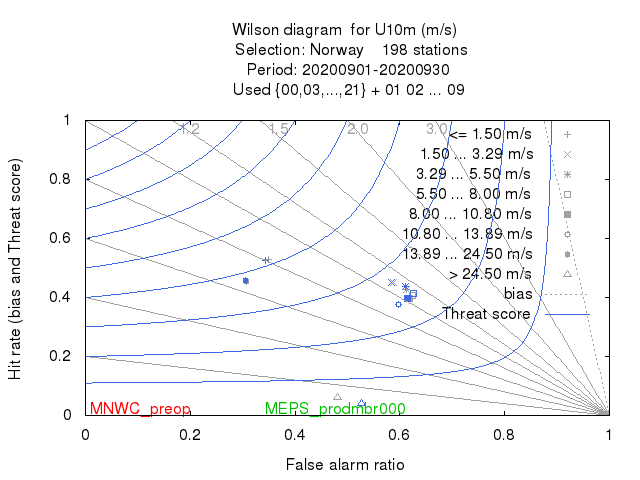 Wilson diagram for U10m (m/s)
Selection: Norway 198 stations
Period: 20200901-20200930
Used {00,03,...,21} + 01 02 ... 09
1.2 1.5 2.0 3.0
<= 1.50 m/s
1.50 ... 3.29 m/s
3.29 ... 5.50 m/s
5.50 ... 8.00 m/s
8.00 ... 10.80 m/s
10.80 ... 13.89 m/s
13.89 ... 24.50 m/s
> 24.50 m/s
bias
Threat score
Hit rate (bias and Threat score)
1
0.8
0.6
0.4
0.2
0
MNWC_preop MEPS_prodmbr000
0 0.2 0.4 0.6 0.8 1
False alarm ratio